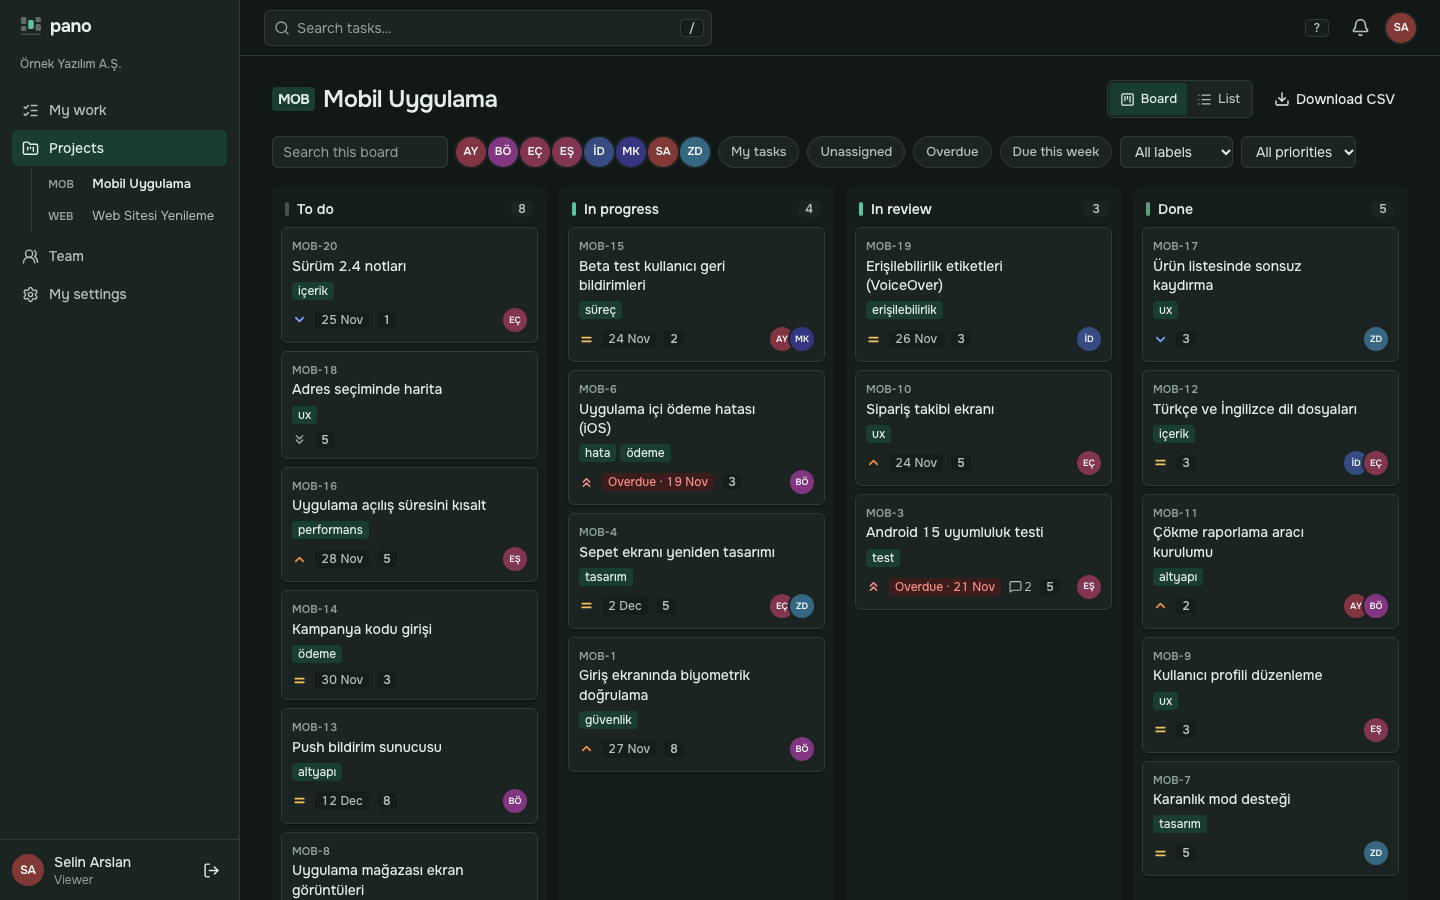 pano
Örnek Yazılım A.Ş.
My work
Projects
MOB Mobil Uygulama
WEB Web Sitesi Yenileme
Team
My settings
SA Selin Arslan
Viewer
Search tasks... /
? SA
MOB Mobil Uygulama
Board List Download CSV
Search this board AY BÖ EÇ EŞ İD MK SA ZD My tasks Unassigned Overdue Due this week All labels All priorities
To do 8
MOB-20
Sürüm 2.4 notları
içerik
25 Nov 1 EÇ
MOB-18
Adres seçiminde harita
ux
5
MOB-16
Uygulama açılış süresini kısalt
performans
28 Nov 5 EŞ
MOB-14
Kampanya kodu girişi
ödeme
30 Nov 3
MOB-13
Push bildirim sunucusu
altyapı
12 Dec 8 BÖ
MOB-8
Uygulama mağazası ekran
görüntüleri
In progress 4
MOB-15
Beta test kullanıcı geri
bildirimleri
süreç
24 Nov 2 AY MK
MOB-6
Uygulama içi ödeme hatası
(iOS)
hata ödeme
Overdue · 19 Nov 3 BÖ
MOB-4
Sepet ekranı yeniden tasarımı
tasarım
2 Dec 5 EÇ ZD
MOB-1
Giriş ekranında biyometrik
doğrulama
güvenlik
27 Nov 8 BÖ
In review 3
MOB-19
Erişilebilirlik etiketleri
(VoiceOver)
erişilebilirlik
26 Nov 3 İD
MOB-10
Sipariş takibi ekranı
ux
24 Nov 5 EÇ
MOB-3
Android 15 uyumluluk testi
test
Overdue · 21 Nov 2 5 EŞ
Done 5
MOB-17
Ürün listesinde sonsuz
kaydırma
ux
3 ZD
MOB-12
Türkçe ve İngilizce dil dosyaları
içerik
3 İD EÇ
MOB-11
Çökme raporlama aracı
kurulumu
altyapı
2 AY BÖ
MOB-9
Kullanıcı profili düzenleme
ux
3 EŞ
MOB-7
Karanlık mod desteği
tasarım
5 ZD